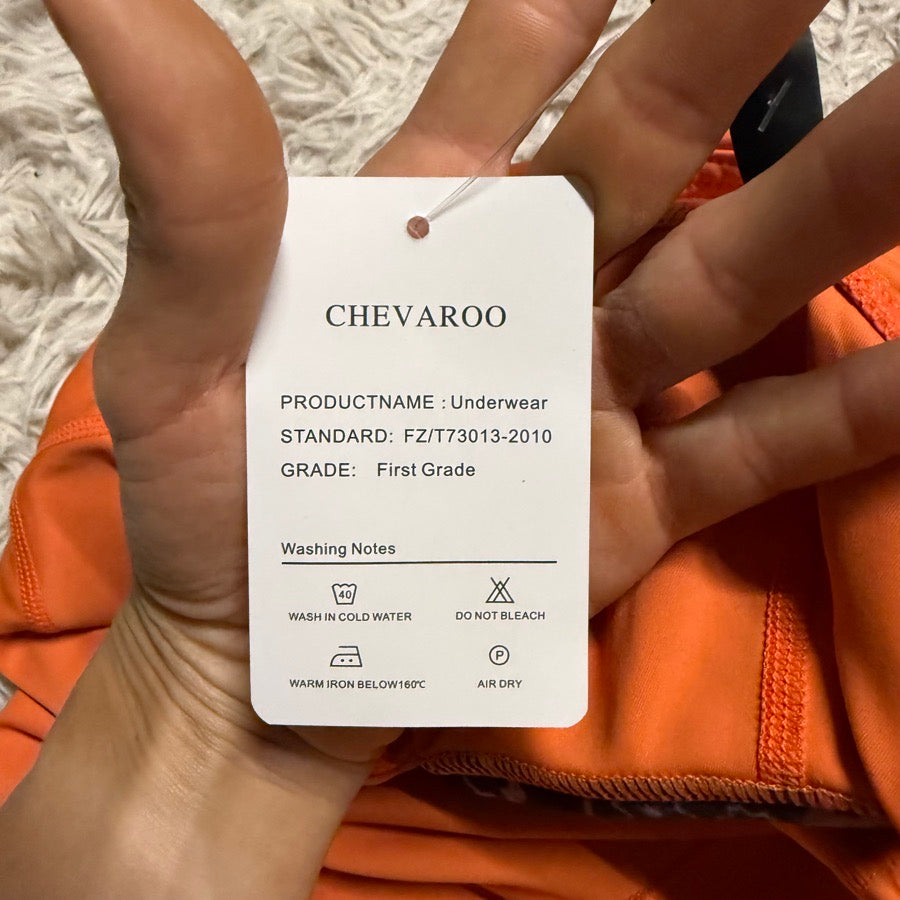 CHEVAROO
PRODUCTNAME : Underwear
STANDARD: FZ/T73013-2010
GRADE: First Grade
Washing Notes
40
WASH IN COLD WATER
DO NOT BLEACH
P
WARM IRON BELOW160℃
AIR DRY